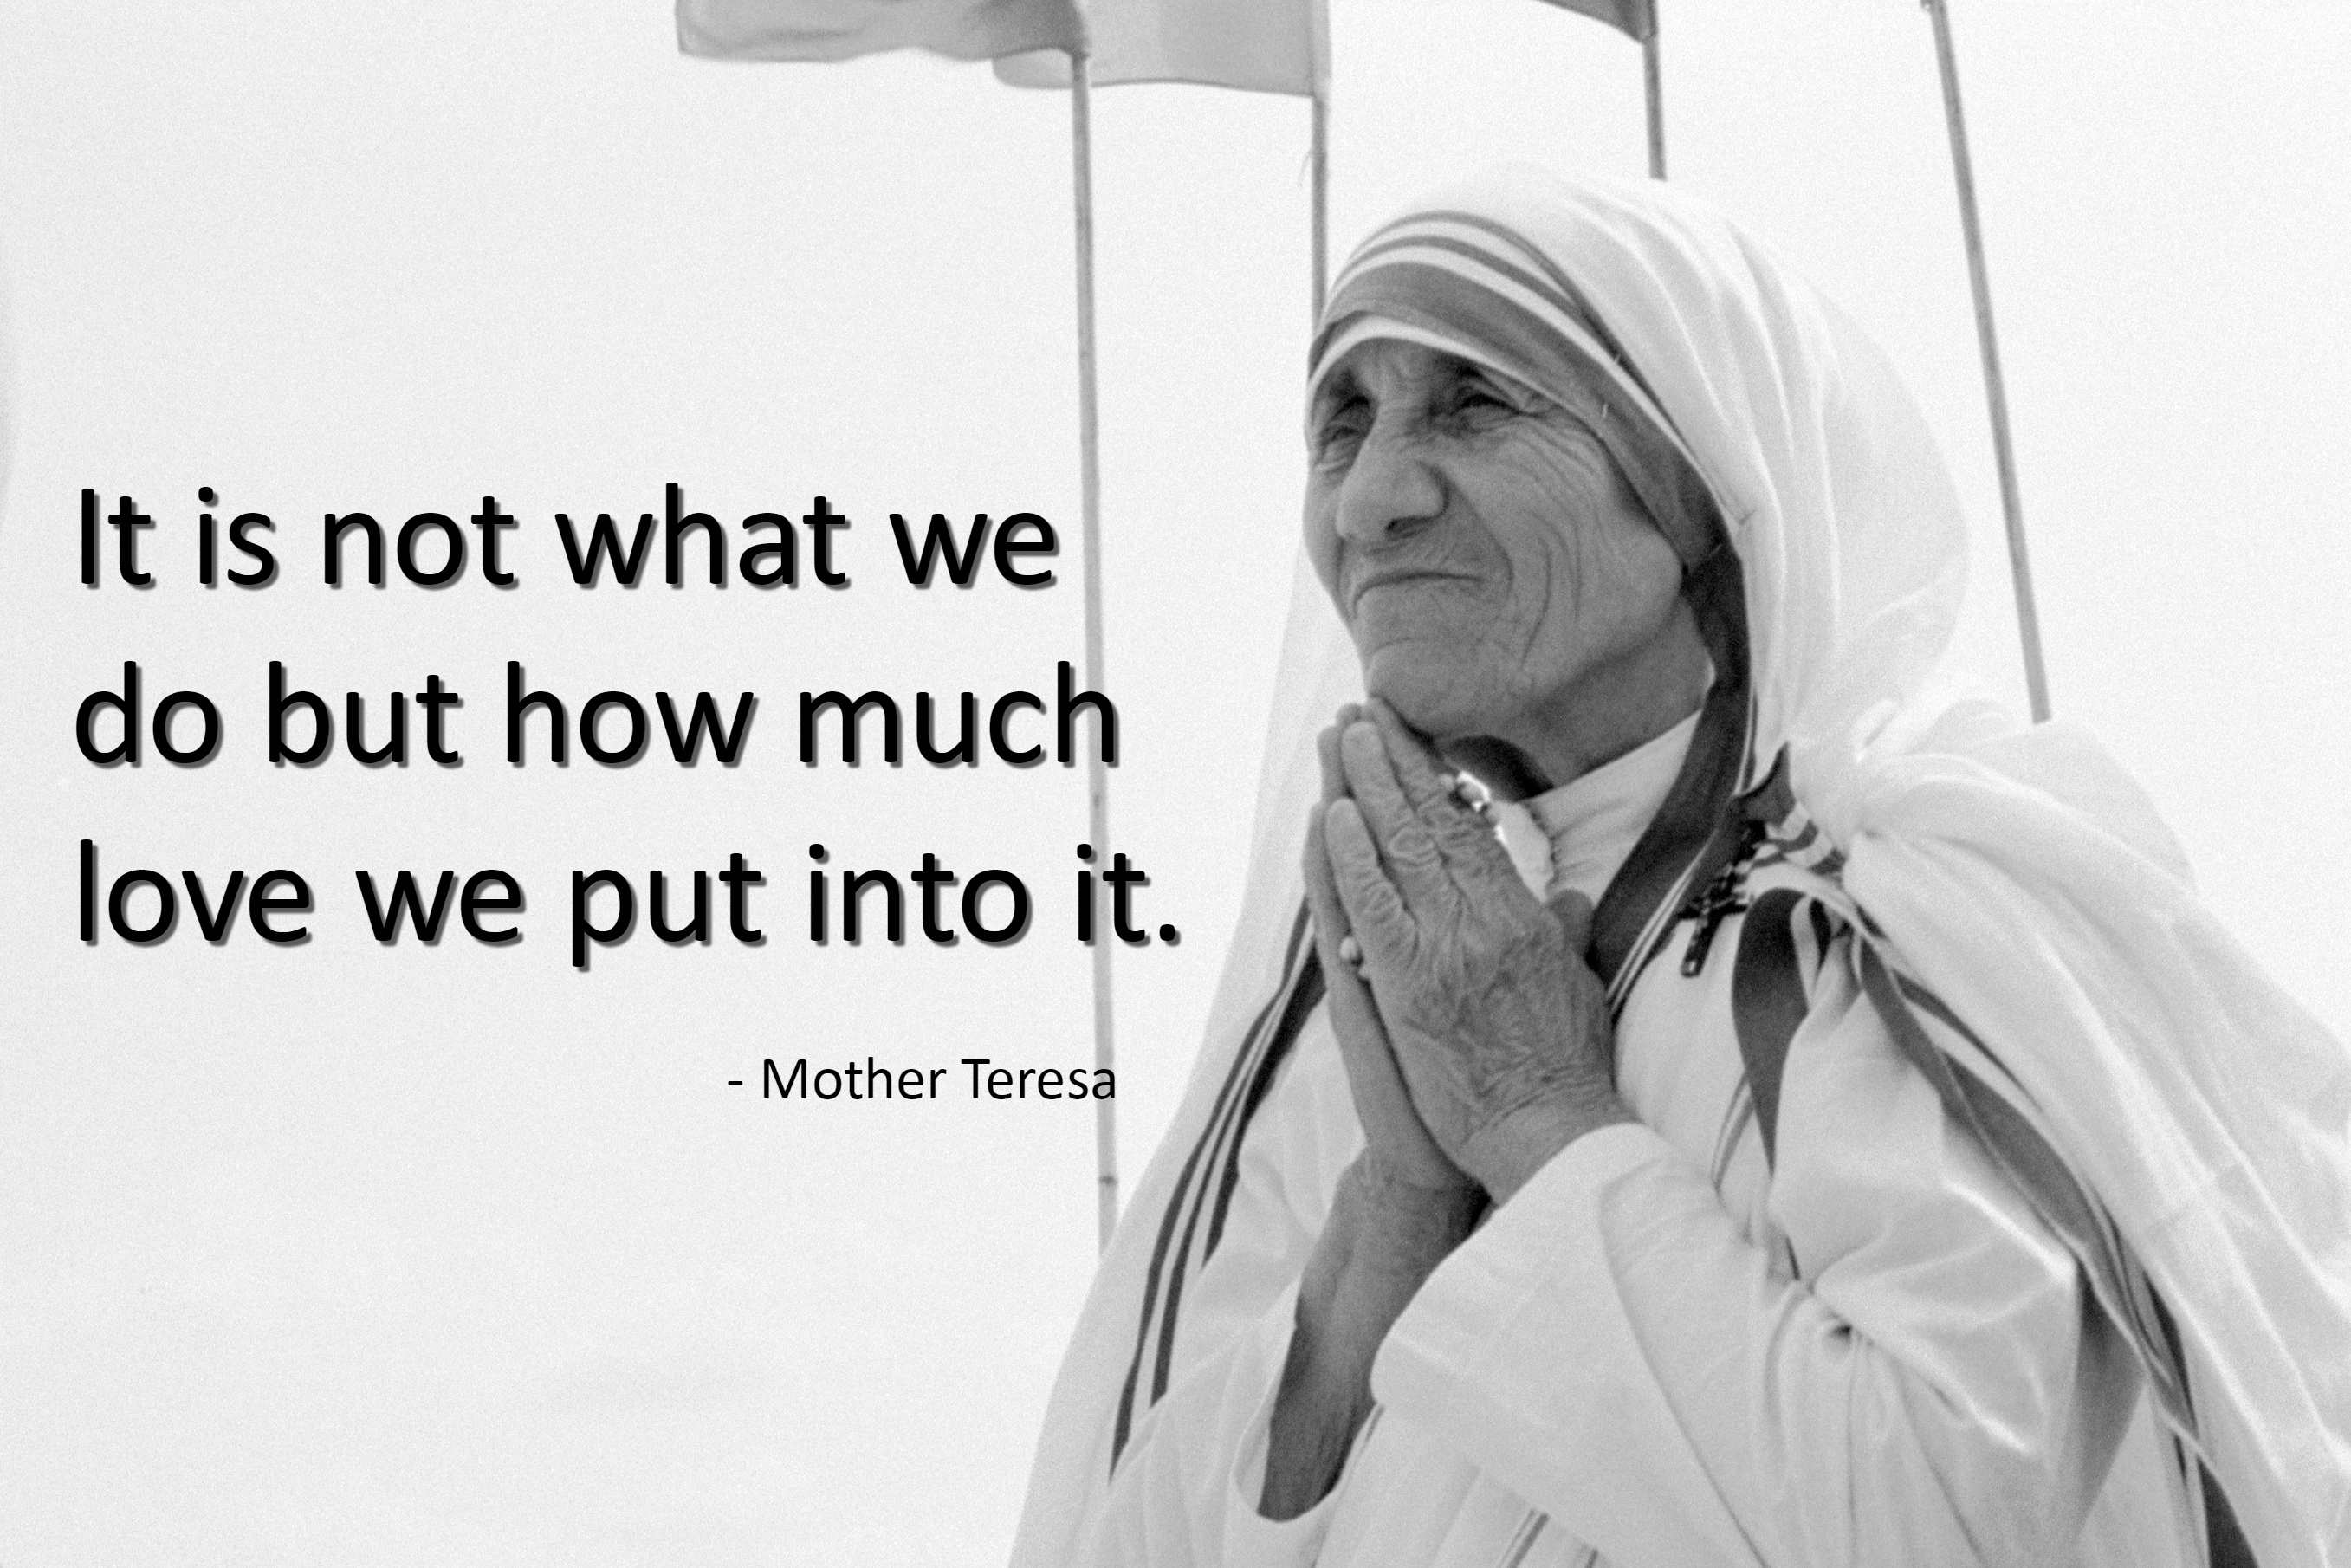 It is not what we
do but how much
love we put into it.
- Mother Teresa